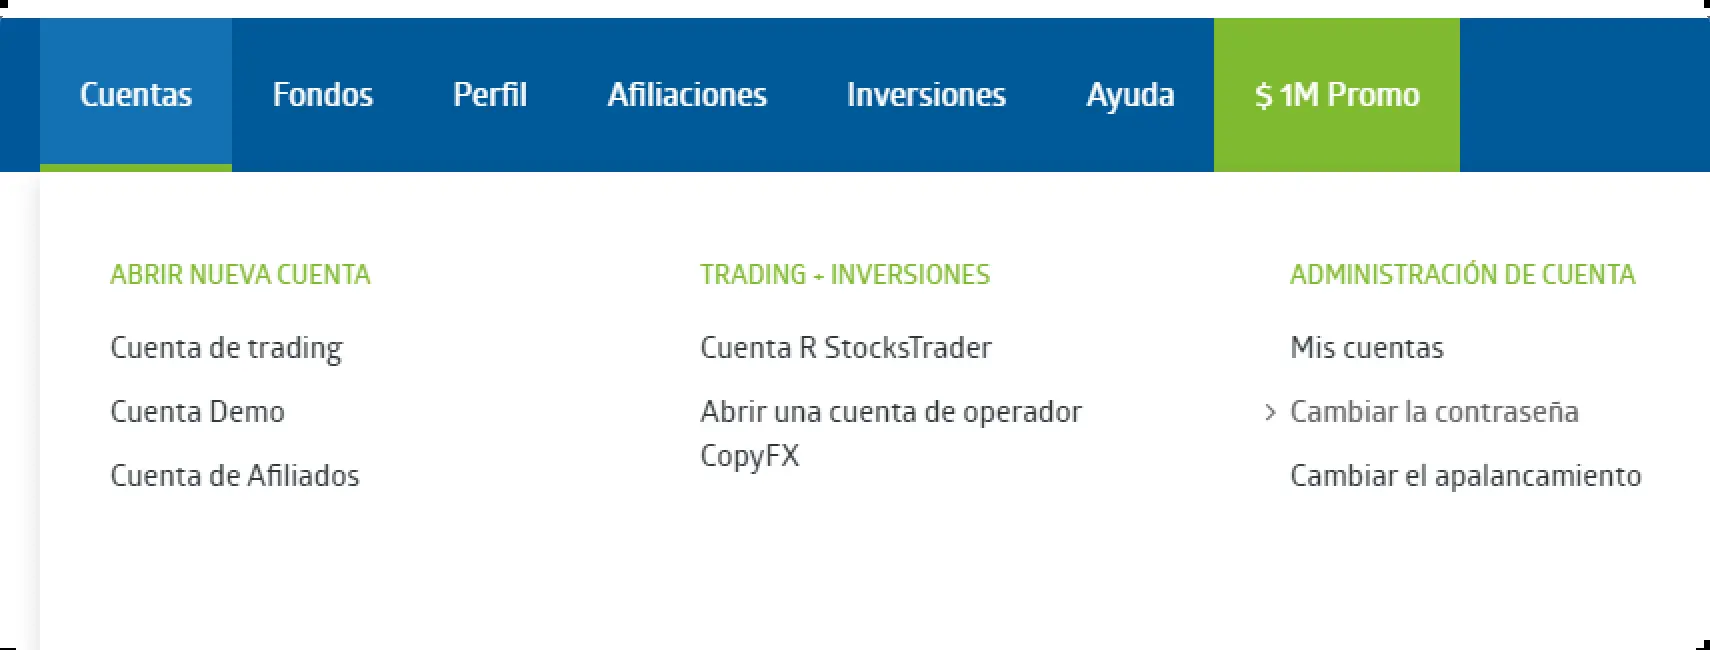 Cuentas Fondos Perfil Afiliaciones Inversiones Ayuda $ 1M Promo
ABRIR NUEVA CUENTA
Cuenta de trading
Cuenta Demo
Cuenta de Afiliados
TRADING + INVERSIONES
Cuenta R StocksTrader
Abrir una cuenta de operador
CopyFX
ADMINISTRACIÓN DE CUENTA
Mis cuentas
> Cambiar la contraseña
Cambiar el apalancamiento